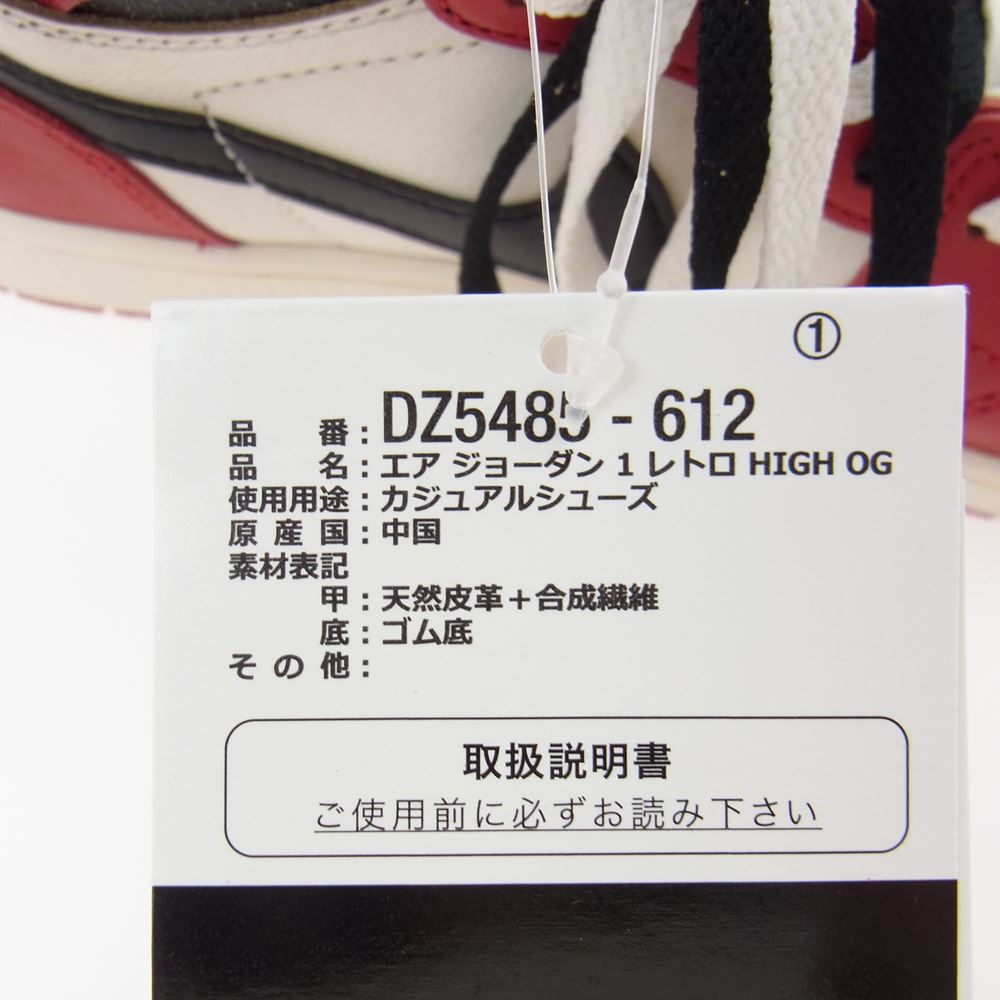 ①
品番：DZ5485 - 612
品名：エア ジョーダン 1 レトロ HIGH OG
使用用途：カジュアルシューズ
原産国：中国
素材表記
甲：天然皮革＋合成繊維
底：ゴム底
その他：
取扱説明書
ご使用前に必ずお読み下さい